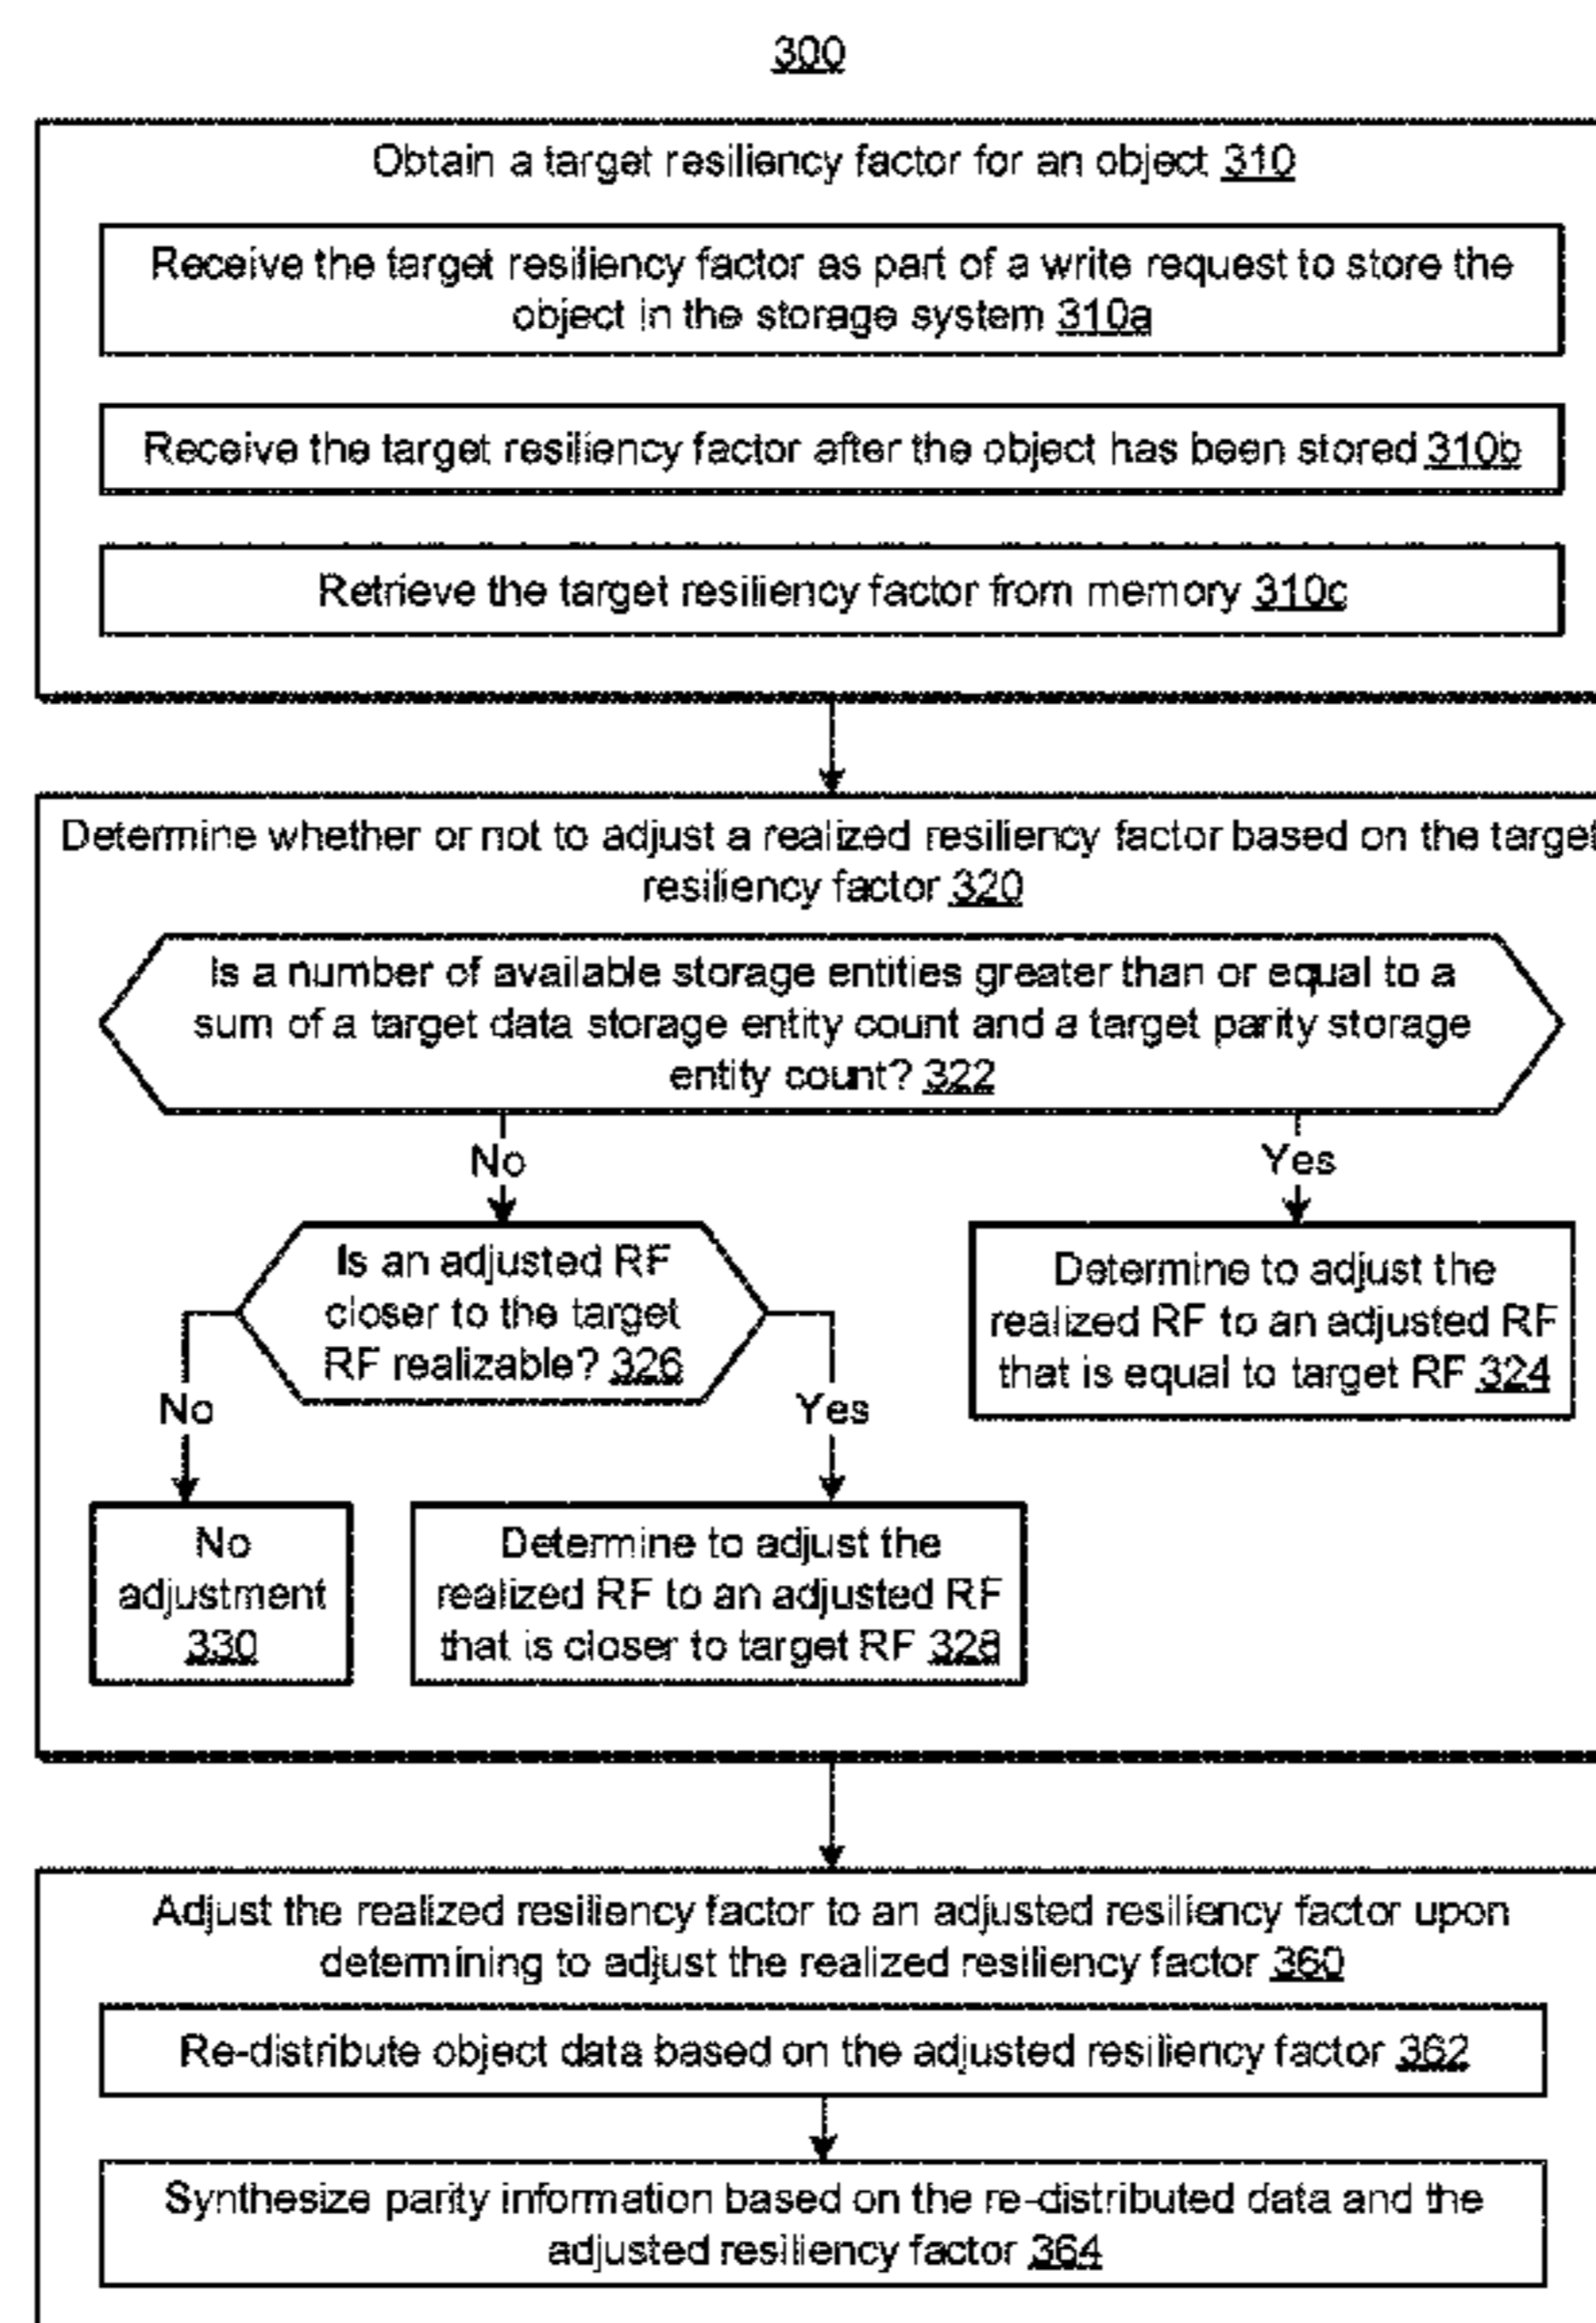 300
Obtain a target resiliency factor for an object 310
Receive the target resiliency factor as part of a write request to store the
object in the storage system 310a
Receive the target resiliency factor after the object has been stored 310b
Retrieve the target resiliency factor from memory 310c
Determine whether or not to adjust a realized resiliency factor based on the target
resiliency factor 320
Is a number of available storage entities greater than or equal to a
sum of a target data storage entity count and a target parity storage
entity count? 322
No
Yes
Is an adjusted RF
closer to the target
RF realizable? 326
Determine to adjust the
realized RF to an adjusted RF
that is equal to target RF 324
No
Yes
No
adjustment
330
Determine to adjust the
realized RF to an adjusted RF
that is closer to target RF 328
Adjust the realized resiliency factor to an adjusted resiliency factor upon
determining to adjust the realized resiliency factor 360
Re-distribute object data based on the adjusted resiliency factor 362
Synthesize parity information based on the re-distributed data and the
adjusted resiliency factor 364